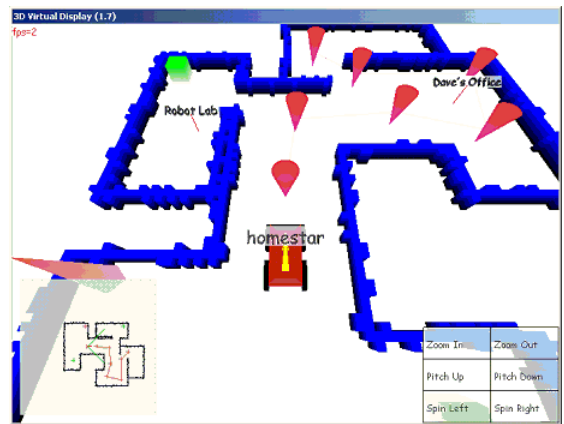 3D Virtual Display (1.7)
fps=2
Dave's Office
Robot Lab
homestar
Zoom In
Zoom Out
Pitch Up
Pitch Down
Spin Left
Spin Right